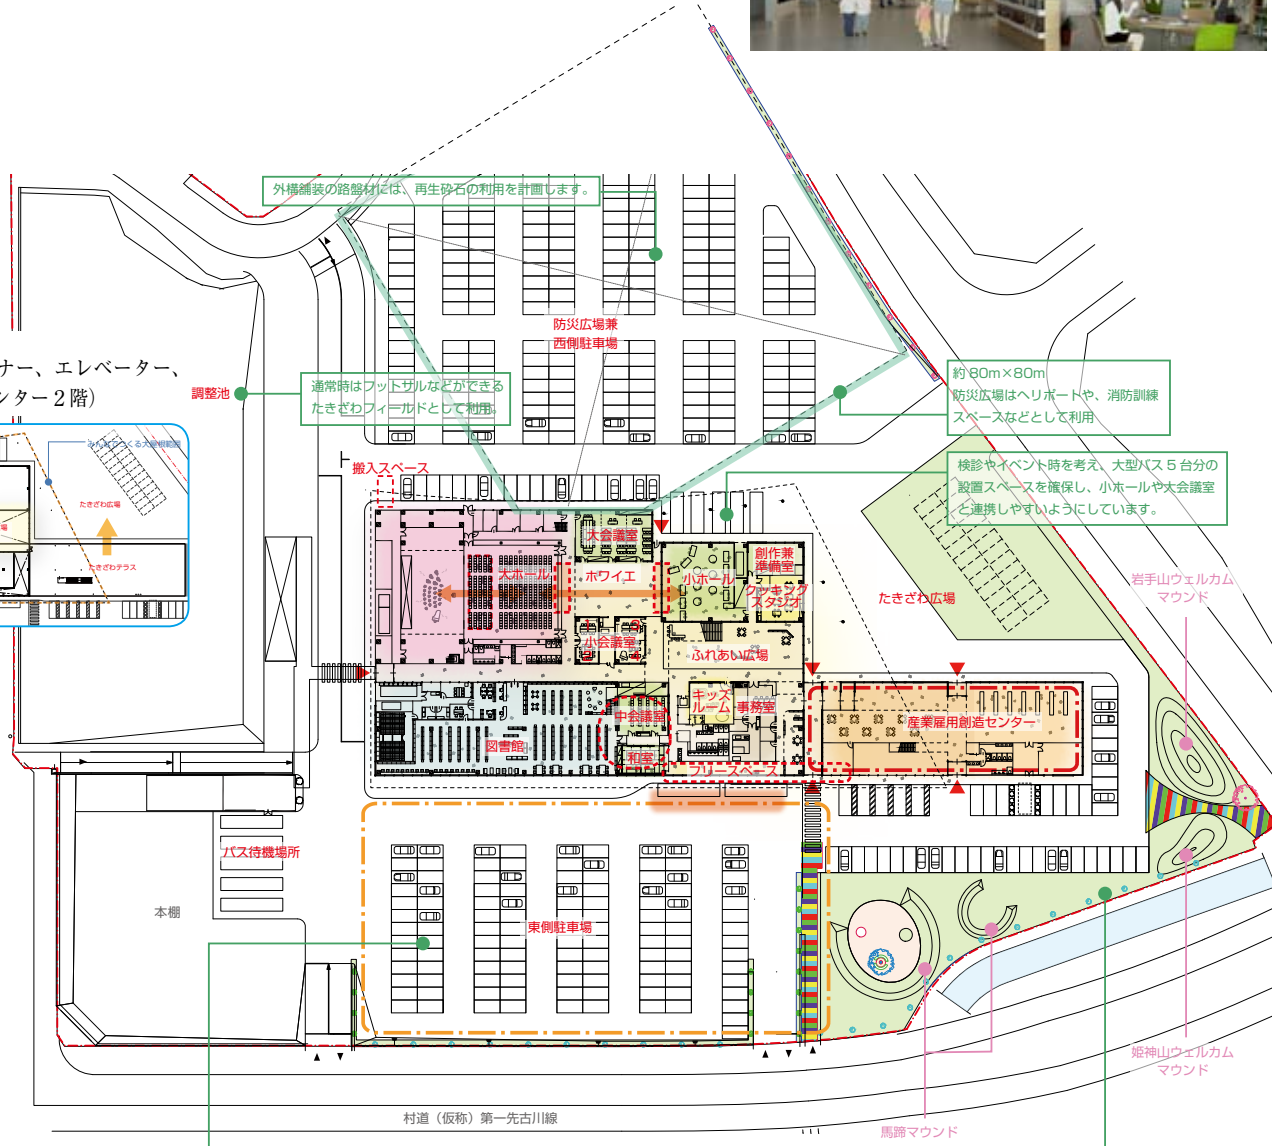 外構舗装の路盤材には、再生砕石の利用を計画します。
防災広場兼
西側駐車場
ナー、エレベーター、
ンター２階）
調整池
通常時はフットサルなどができる
たきざわフィールドとして利用。
約 80m×80m
防災広場はヘリポートや、消防訓練
スペースなどとして利用
みんなでつくる大屋根範囲
たきざわ広場
場
たきざわテラス
搬入スペース
検診やイベント時を考え、大型バス 5 台分の
設置スペースを確保し、小ホールや大会議室
と連携しやすいようにしています。
大会議室
大ホール
ホワイエ
小ホール
創作兼
準備室
クッキング
スタジオ
たきざわ広場
岩手山ウェルカム
マウンド
小会議室
ふれあい広場
キッズ
ルーム
事務室
中会議室
図書館
和室
フリースペース
産業雇用創造センター
バス待機場所
本棚
東側駐車場
姫神山ウェルカム
マウンド
馬蹄マウンド
村道（仮称）第一先古川線